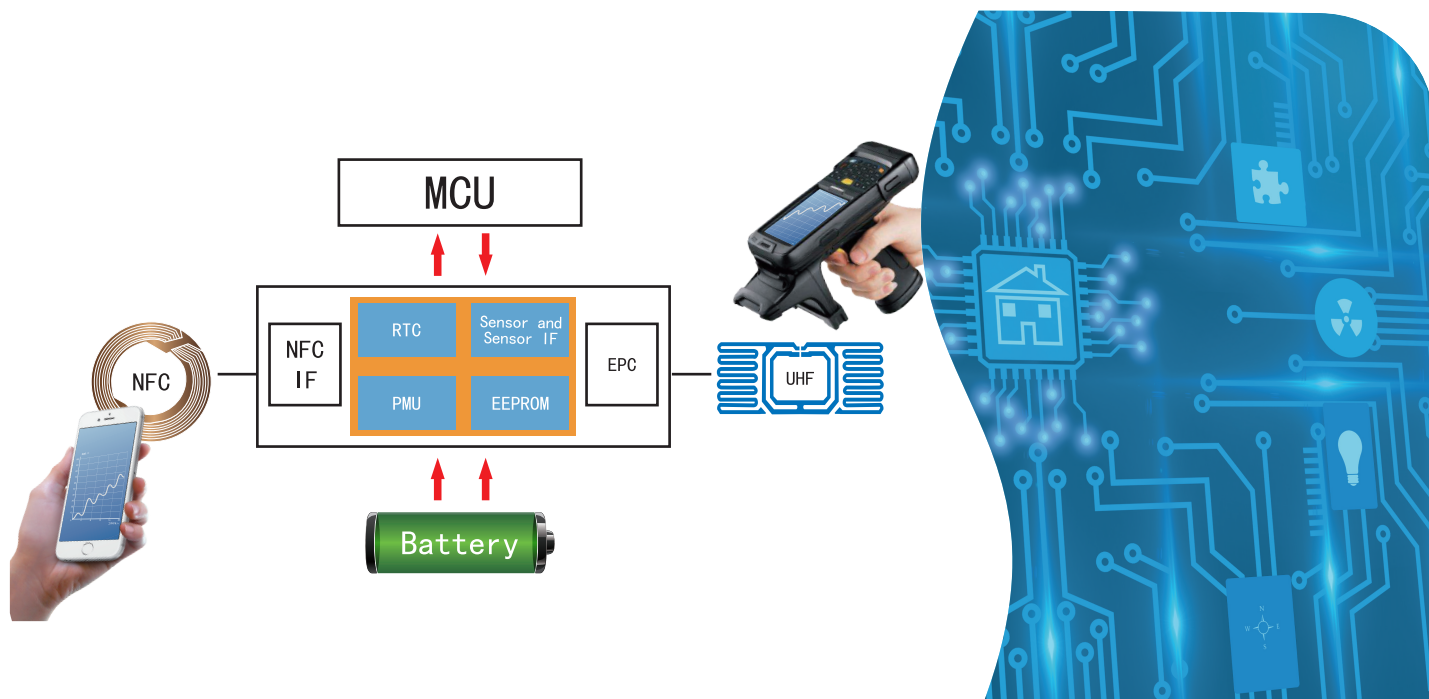 MCU
NFC
NFC
IF
RTC
Sensor and
Sensor IF
PMU
EEPROM
EPC
UHF
Battery
N
W
E
S